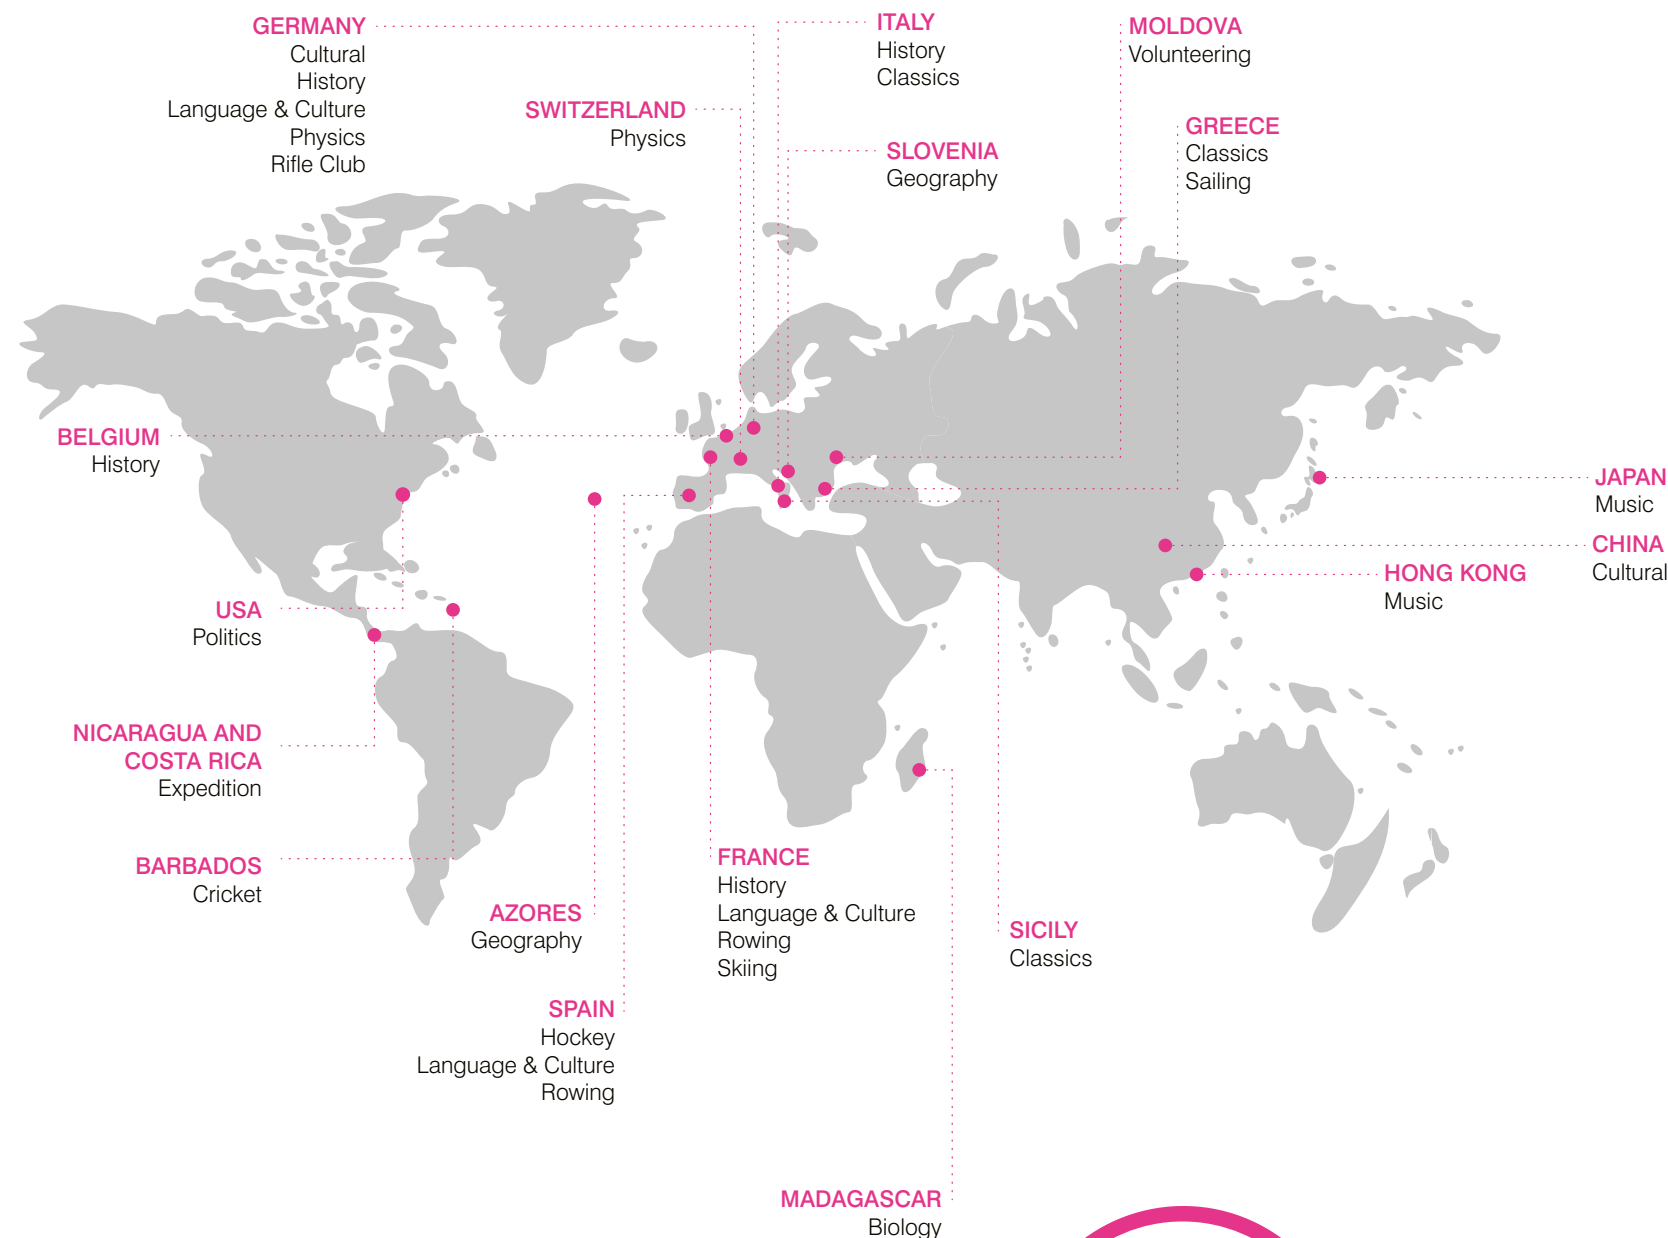 GERMANY
Cultural
History
Language & Culture
Physics
Rifle Club
SWITZERLAND
Physics
ITALY
History
Classics
SLOVENIA
Geography
MOLDOVA
Volunteering
GREECE
Classics
Sailing
BELGIUM
History
JAPAN
Music
CHINA
Cultural
HONG KONG
Music
USA
Politics
NICARAGUA AND
COSTA RICA
Expedition
BARBADOS
Cricket
AZORES
Geography
SPAIN
Hockey
Language & Culture
Rowing
FRANCE
History
Language & Culture
Rowing
Skiing
SICILY
Classics
MADAGASCAR
Biology